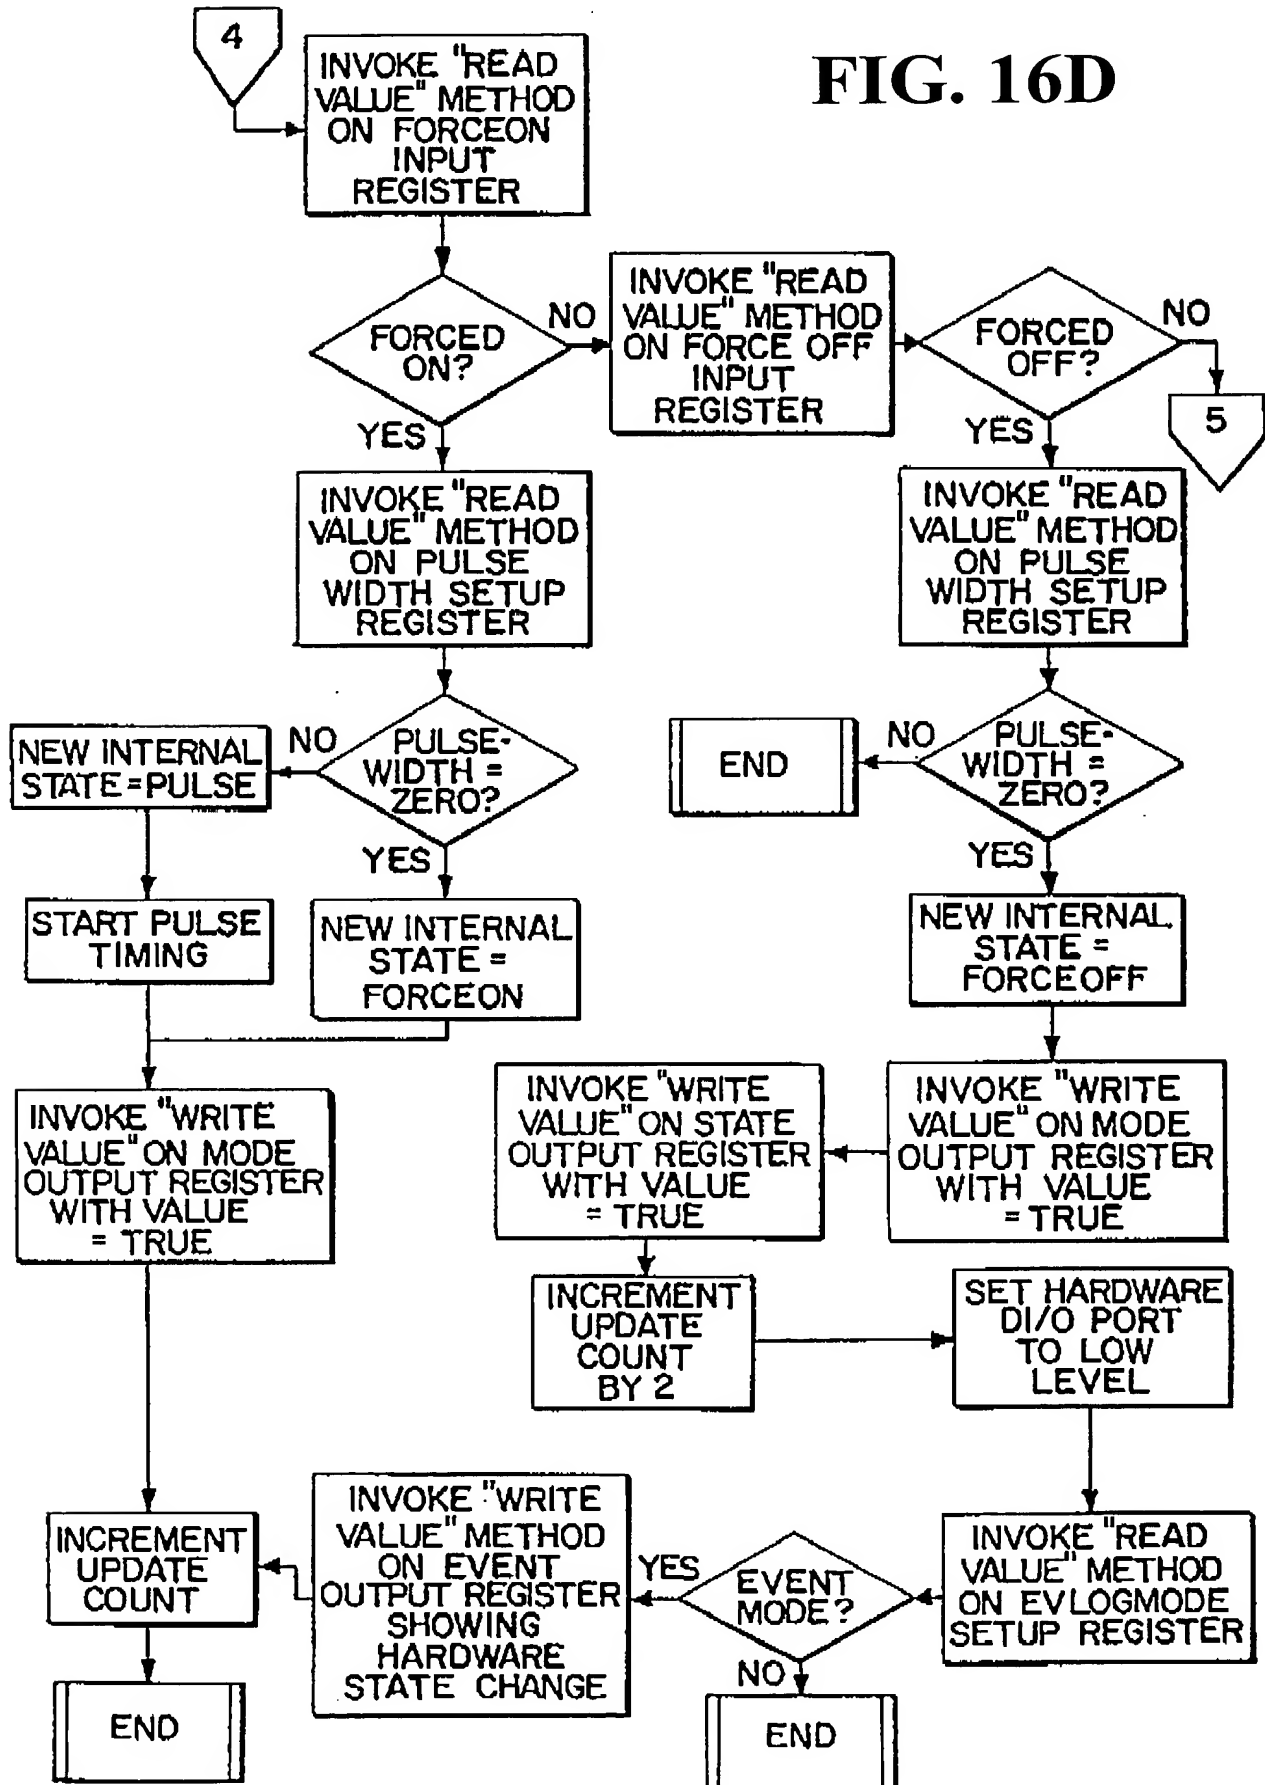 4
FIG. 16D
INVOKE "READ
VALUE" METHOD
ON FORCEON
INPUT
REGISTER
FORCED
ON?
NO
INVOKE "READ
VALUE" METHOD
ON FORCE OFF
INPUT
REGISTER
FORCED
OFF?
NO
5
YES
YES
INVOKE "READ
VALUE" METHOD
ON PULSE
WIDTH SETUP
REGISTER
INVOKE "READ
VALUE" METHOD
ON PULSE
WIDTH SETUP
REGISTER
NEW INTERNAL
STATE=PULSE
NO
PULSE-
WIDTH =
ZERO?
END
NO
PULSE-
WIDTH =
ZERO?
YES
YES
START PULSE
TIMING
NEW INTERNAL
STATE =
FORCEON
NEW INTERNAL
STATE =
FORCEOFF
INVOKE "WRITE
VALUE" ON MODE
OUTPUT REGISTER
WITH VALUE
= TRUE
INVOKE "WRITE
VALUE" ON STATE
OUTPUT REGISTER
WITH VALUE
= TRUE
INVOKE "WRITE
VALUE" ON MODE
OUTPUT REGISTER
WITH VALUE
= TRUE
INCREMENT
UPDATE
COUNT
BY 2
SET HARDWARE
DI/O PORT
TO LOW
LEVEL
INCREMENT
UPDATE
COUNT
INVOKE "WRITE
VALUE" METHOD
ON EVENT
OUTPUT REGISTER
SHOWING
HARDWARE
STATE CHANGE
YES
EVENT
MODE?
INVOKE "READ
VALUE" METHOD
ON EVLOGMODE
SETUP REGISTER
NO
END
END